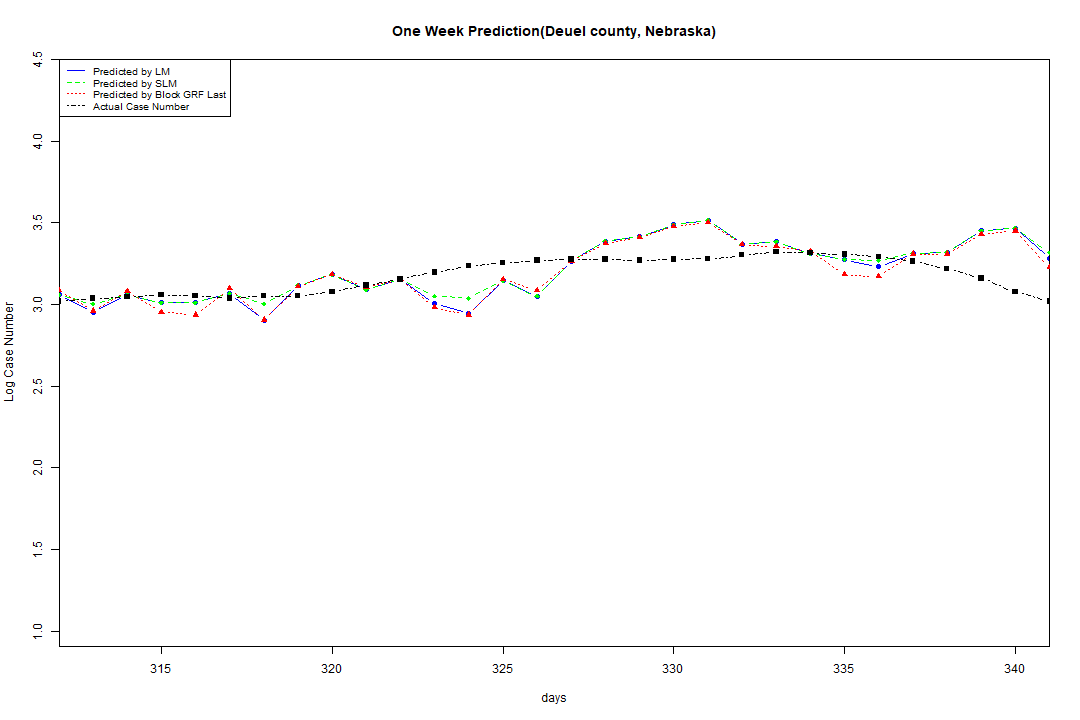 One Week Prediction(Deuel county, Nebraska)
Predicted by LM
Predicted by SLM
Predicted by Block GRF Last
Actual Case Number
4.5
4.0
3.5
3.0
2.5
2.0
1.5
1.0
Log Case Number
315 320 325 330 335 340
days